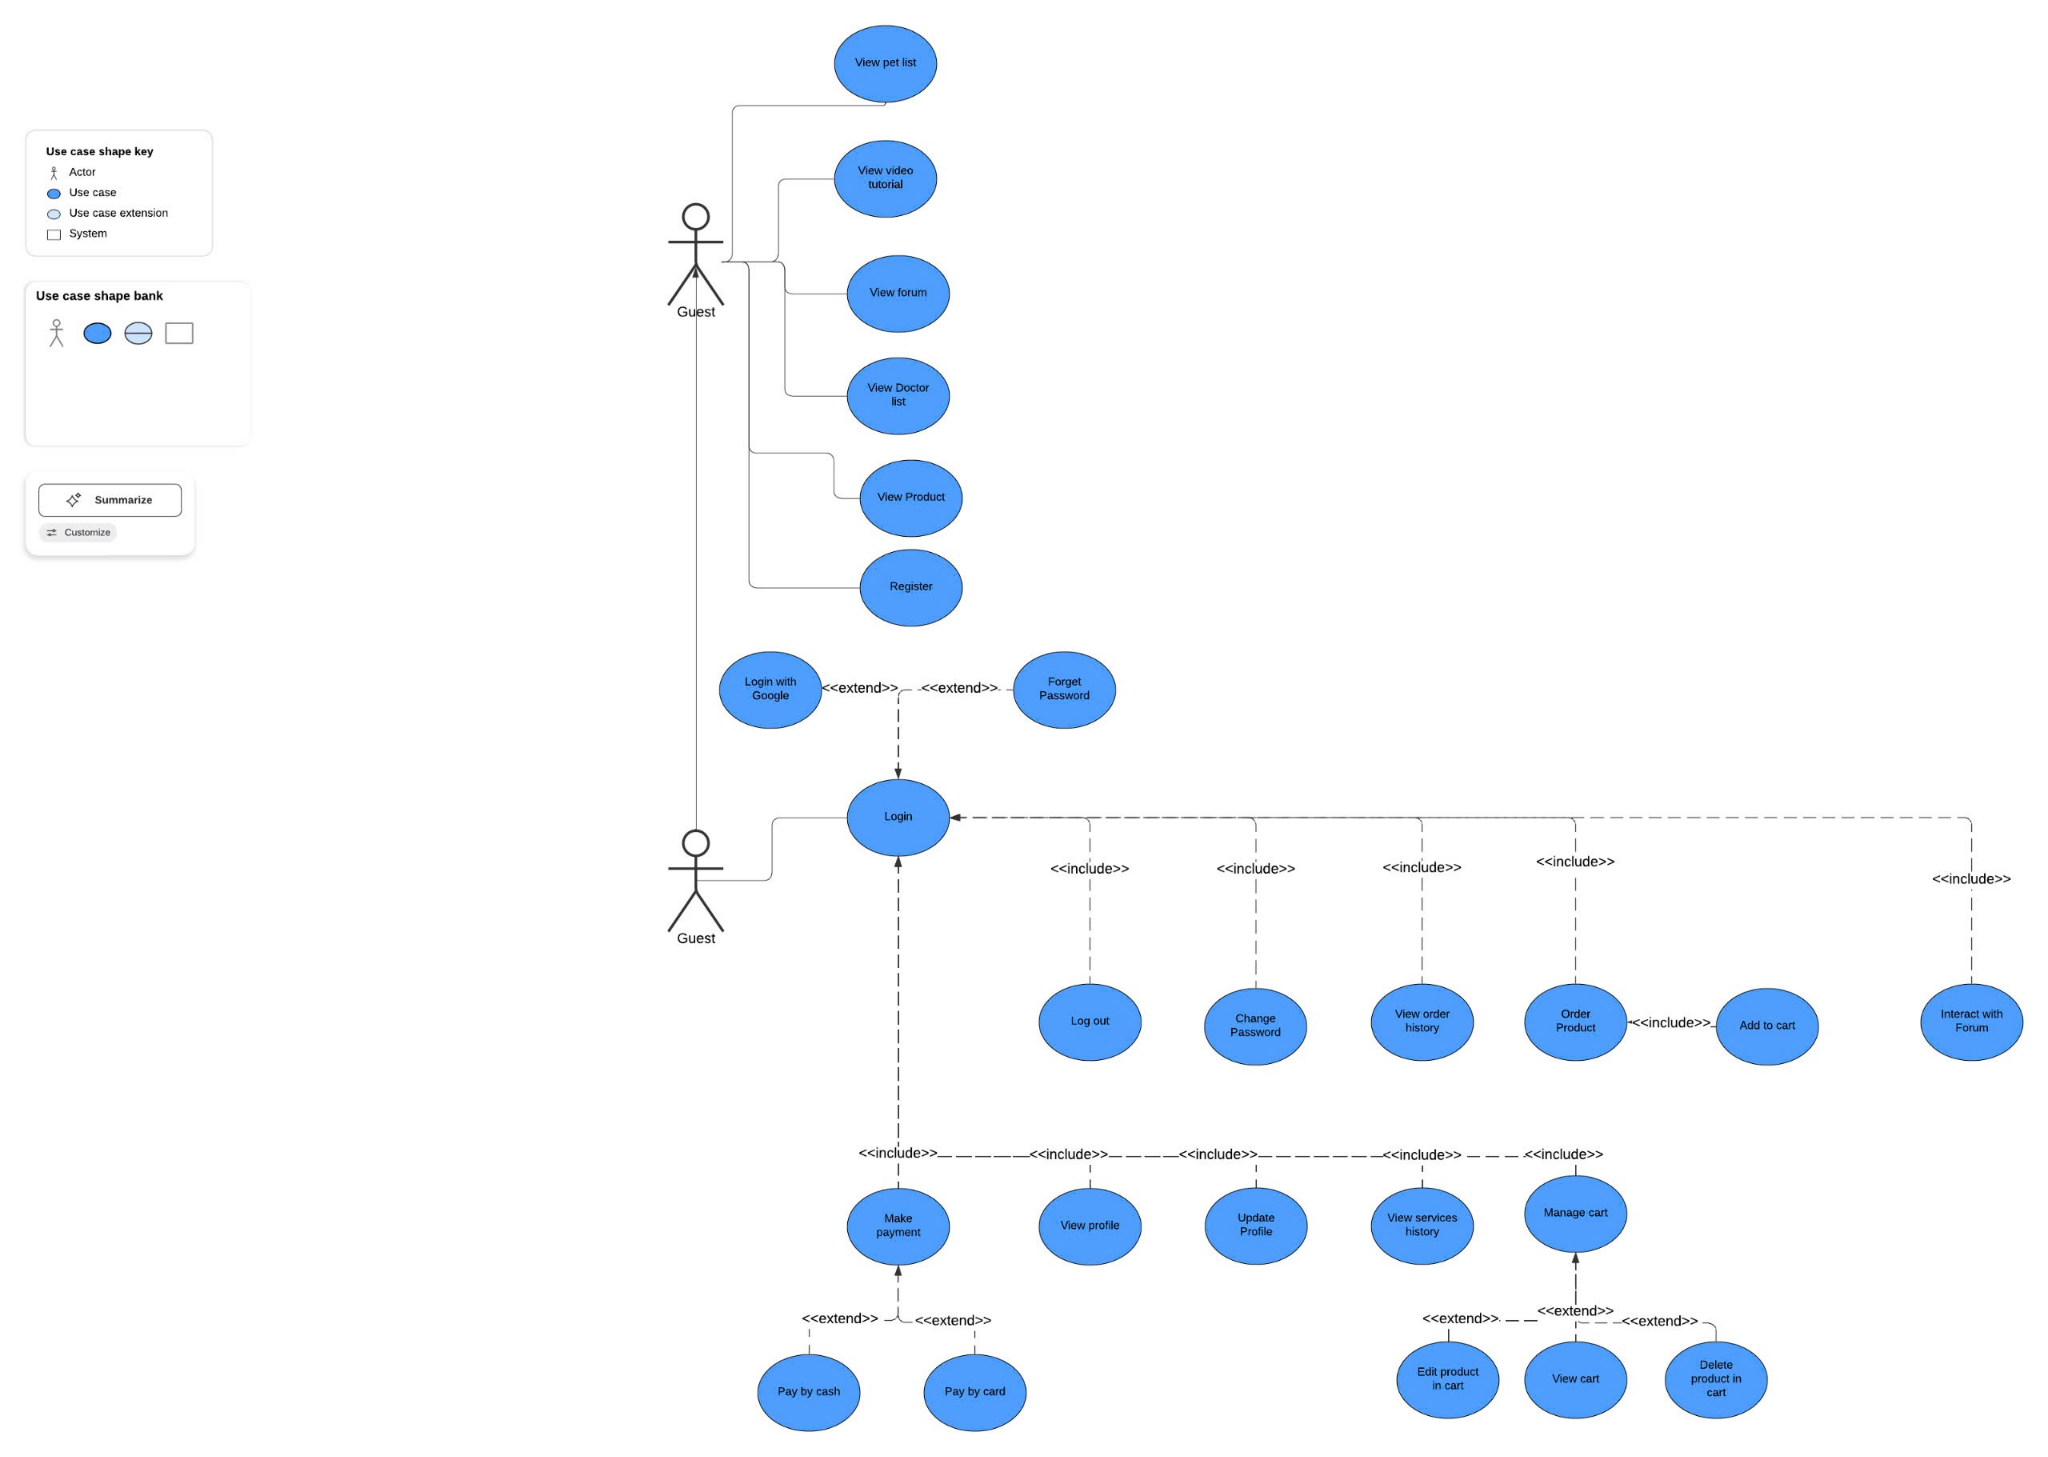 View pet list
Use case shape key
Actor
Use case
Use case extension
System
View video
tutorial
Use case shape bank
Guest
View forum
View Doctor
list
Summarize
Customize
View Product
Register
Login with
Google
<<extend>>
<<extend>>
Forget
Password
Login
Guest
<<include>>
<<include>>
<<include>>
<<include>>
<<include>>
Log out
Change
Password
View order
history
Order
Product
<<include>>
Add to cart
Interact with
Forum
<<include>>
<<include>>
<<include>>
<<include>>
<<include>>
Make
payment
View profile
Update
Profile
View services
history
Manage cart
<<extend>>
<<extend>>
<<extend>>
<<extend>>
<<extend>>
Pay by cash
Pay by card
Edit product
in cart
View cart
Delete
product in
cart